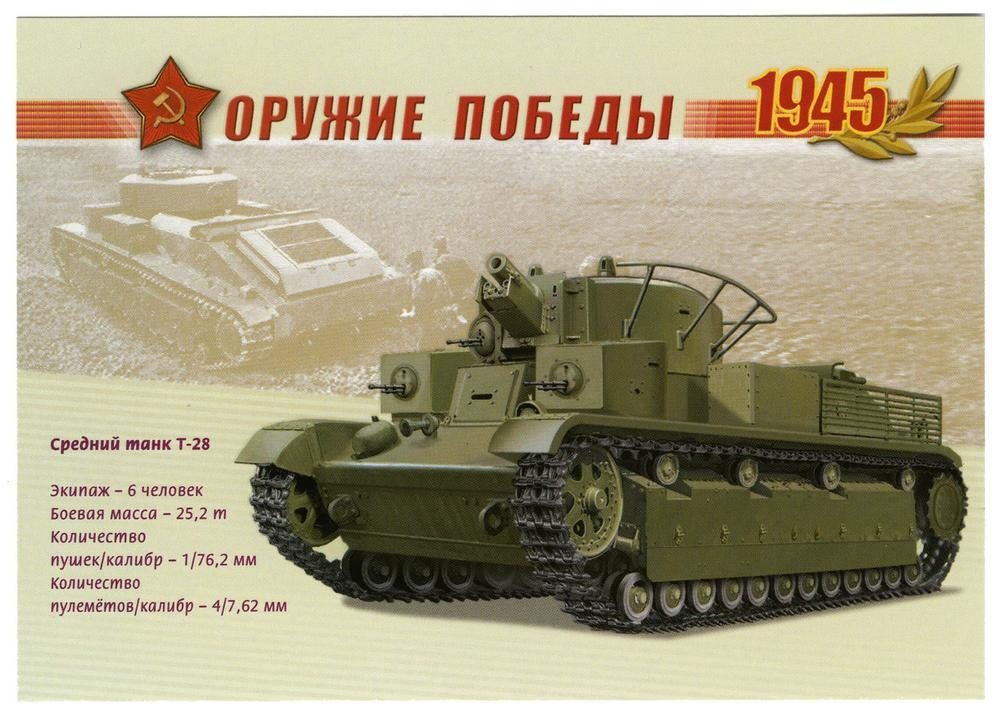 ОРУЖИЕ ПОБЕДЫ 1945
Средний танк Т-28
Экипаж – 6 человек
Боевая масса – 25,2 т
Количество
пушек/калибр – 1/76,2 мм
Количество
пулемётов/калибр – 4/7,62 мм